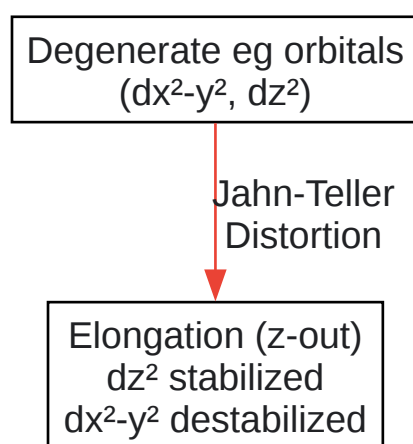 Degenerate eg orbitals
(dx²-y², dz²)
Jahn-Teller
Distortion
Elongation (z-out)
dz² stabilized
dx²-y² destabilized